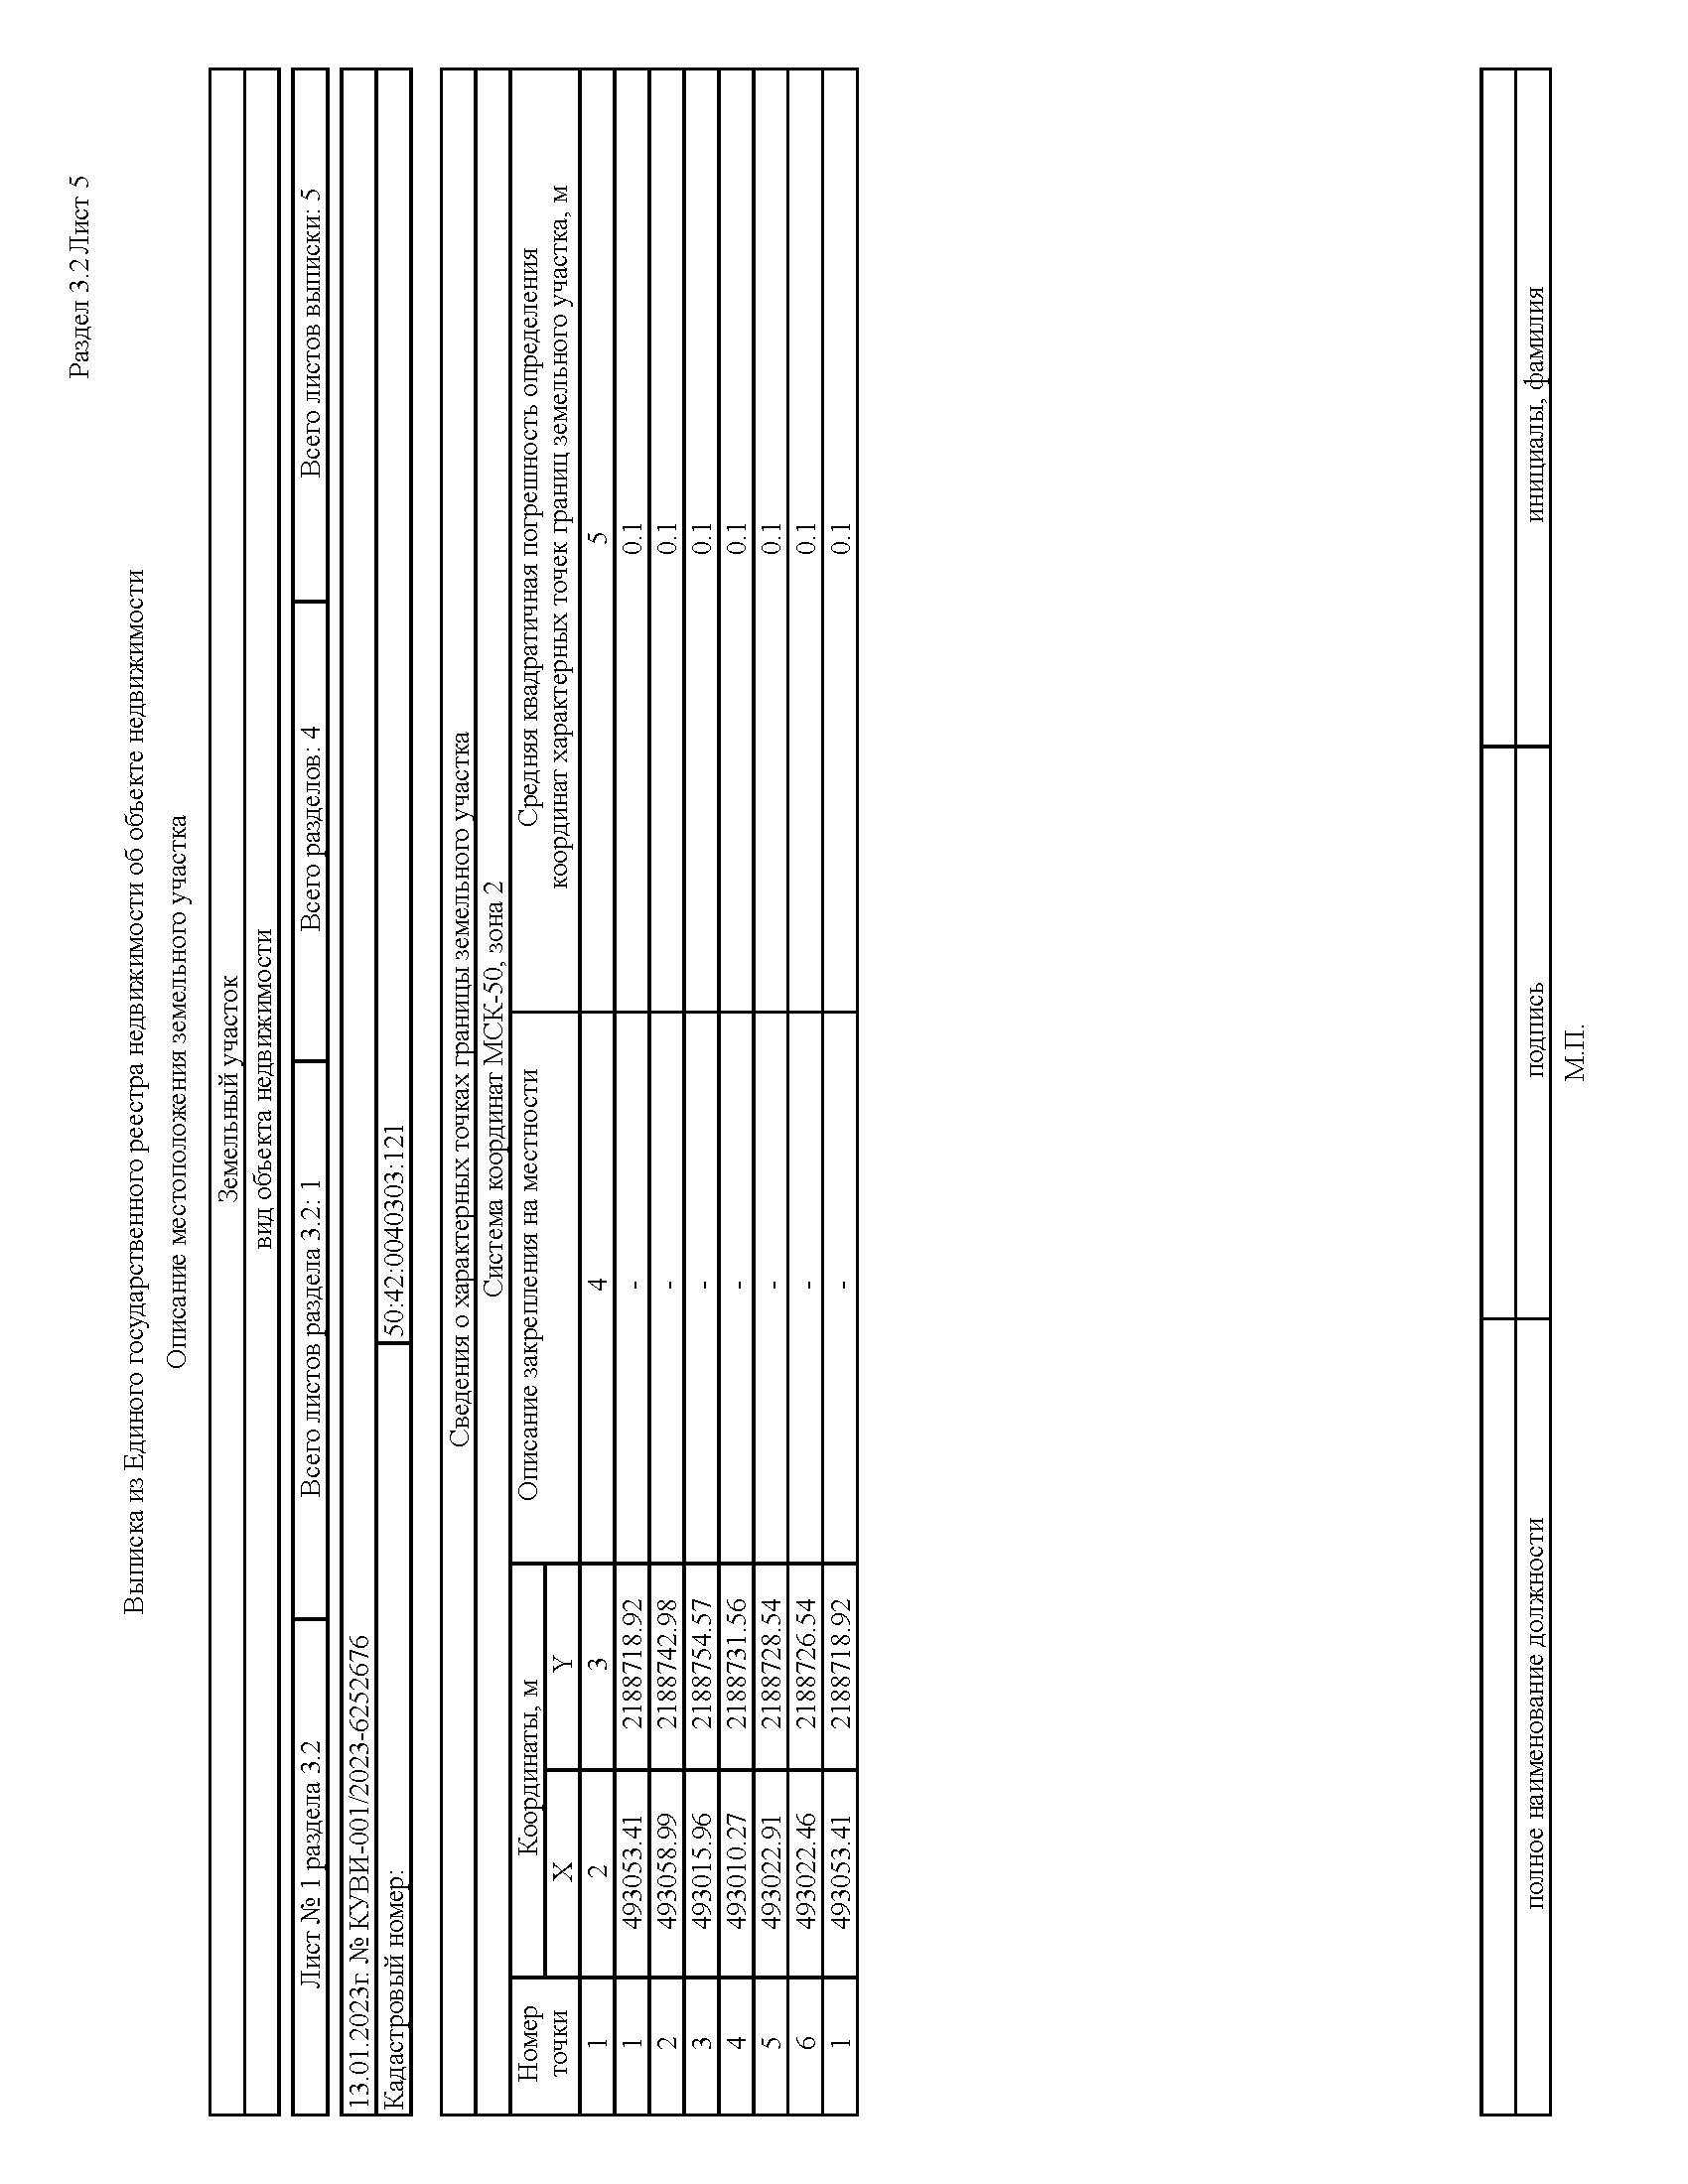 Раздел 3.2 Лист 5
Выписка из Единого государственного реестра недвижимости об объекте недвижимости
Описание местоположения земельного участка
Земельный участок
вид объекта недвижимости
Лист № 1 раздела 3.2 Всего листов раздела 3.2: 1 Всего разделов: 4 Всего листов выписки: 5
13.01.2023г. № КУВИ-001/2023-6252676
Кадастровый номер: 50:42:0040303:121
Сведения о характерных точках границы земельного участка
Система координат МСК-50, зона 2
Номер точки Координаты, м Описание закрепления на местности Средняя квадратичная погрешность определения
координат характерных точек границ земельного участка, м
X Y
1 2 3 4 5
1 493053.41 2188718.92 - 0.1
2 493058.99 2188742.98 - 0.1
3 493015.96 2188754.57 - 0.1
4 493010.27 2188731.56 - 0.1
5 493022.91 2188728.54 - 0.1
6 493022.46 2188726.54 - 0.1
1 493053.41 2188718.92 - 0.1
полное наименование должности подпись инициалы, фамилия
М.П.